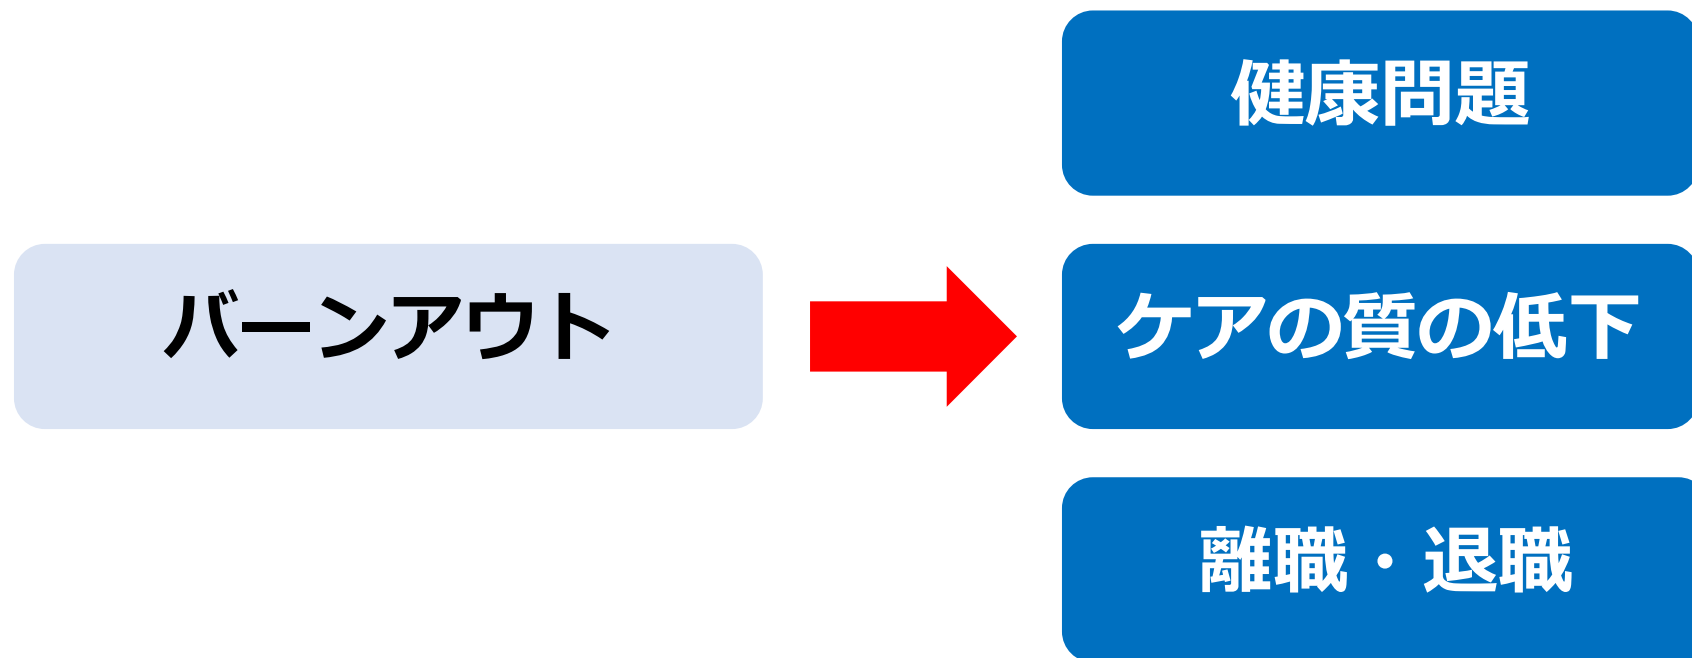 健康問題
バーンアウト
ケアの質の低下
離職・退職